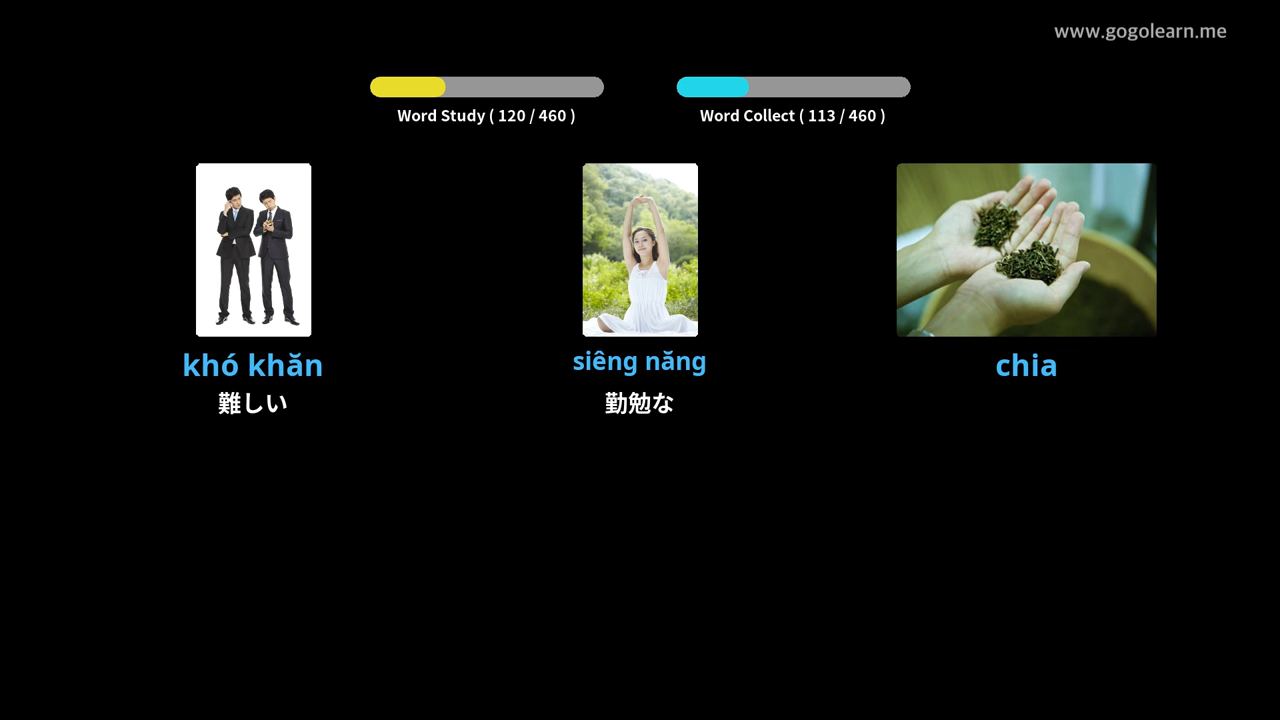 www.gogolearn.me
Word Study ( 120 / 460 )
Word Collect ( 113 / 460 )
khó khăn
難しい
siêng năng
勤勉な
chia